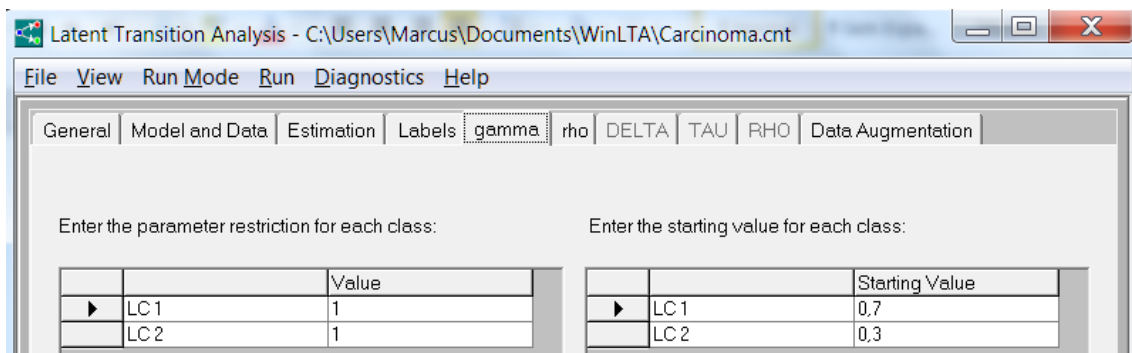 Latent Transition Analysis - C:\Users\Marcus\Documents\WinLTA\Carcinoma.cnt
File View Run Mode Run Diagnostics Help
General Model and Data Estimation Labels gamma rho DELTA TAU RHO Data Augmentation
Enter the parameter restriction for each class: Enter the starting value for each class:
Value Starting Value
LC 1 1 LC 1 0,7
LC 2 1 LC 2 0,3